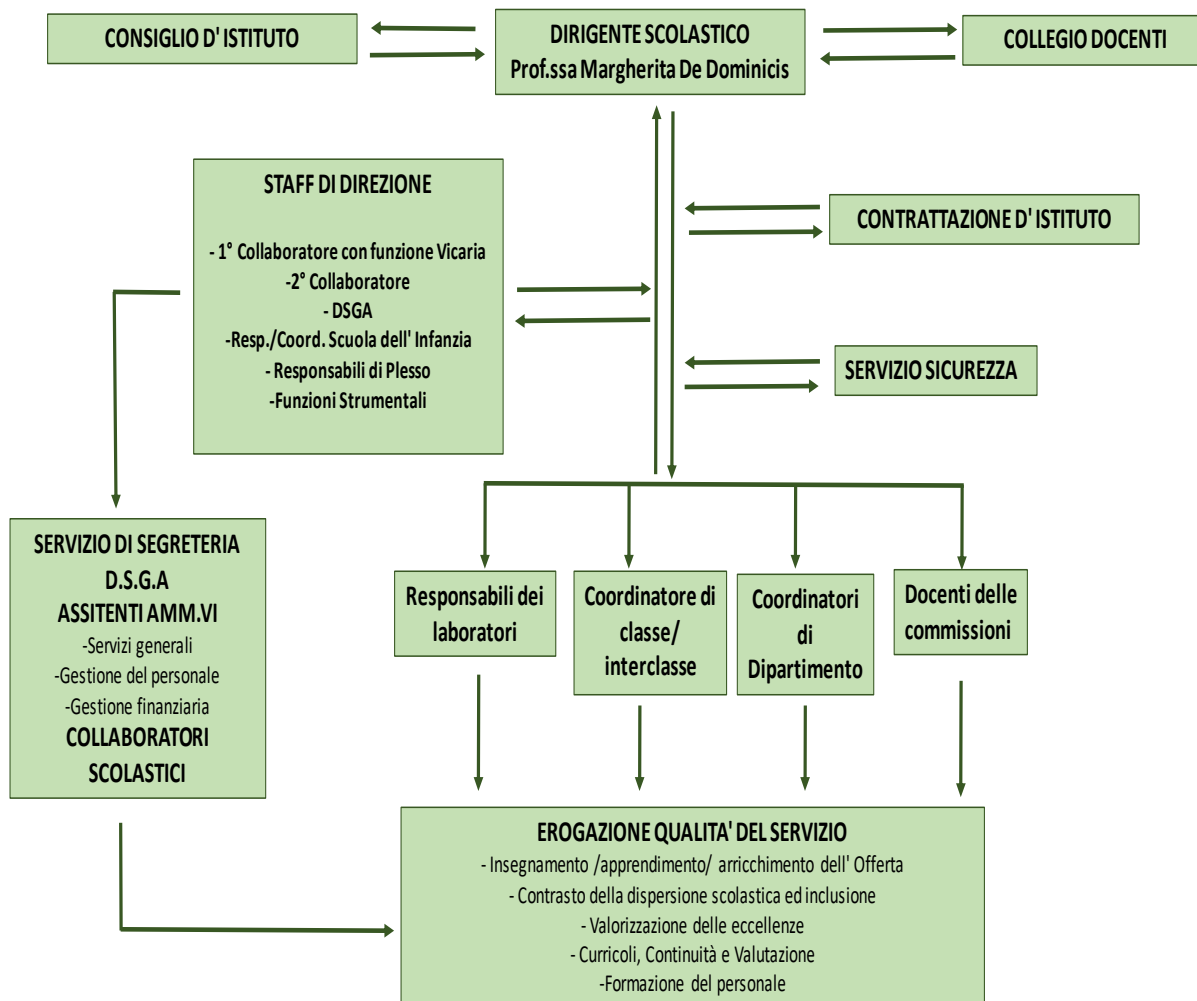 CONSIGLIO D' ISTITUTO
DIRIGENTE SCOLASTICO
Prof.ssa Margherita De Dominicis
COLLEGIO DOCENTI
STAFF DI DIREZIONE
- 1° Collaboratore con funzione Vicaria
-2° Collaboratore
- DSGA
-Resp./Coord. Scuola dell' Infanzia
- Responsabili di Plesso
-Funzioni Strumentali
CONTRATTAZIONE D' ISTITUTO
SERVIZIO SICUREZZA
SERVIZIO DI SEGRETERIA
D.S.G.A
ASSITENTI AMM.VI
-Servizi generali
-Gestione del personale
-Gestione finanziaria
COLLABORATORI
SCOLASTICI
Responsabili dei
laboratori
Coordinatore di
classe/
interclasse
Coordinatori
di
Dipartimento
Docenti delle
commissioni
EROGAZIONE QUALITA' DEL SERVIZIO
- Insegnamento /apprendimento/ arricchimento dell' Offerta
- Contrasto della dispersione scolastica ed inclusione
- Valorizzazione delle eccellenze
- Curricoli, Continuità e Valutazione
-Formazione del personale